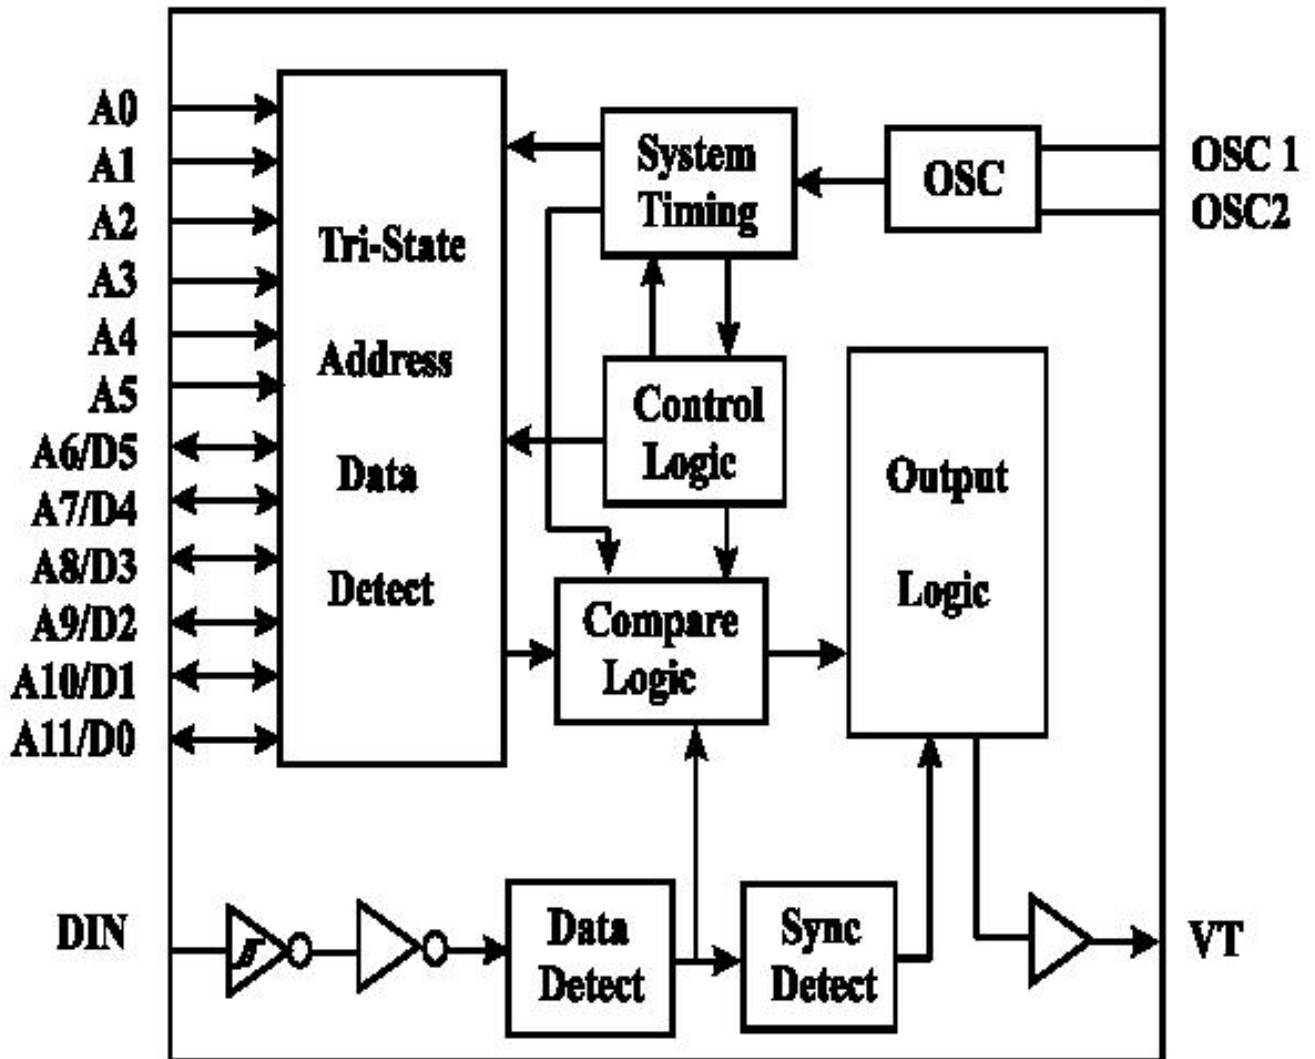 A0
A1
A2
A3
A4
A5
A6/D5
A7/D4
A8/D3
A9/D2
A10/D1
A11/D0
DIN
Tri-State
Address
Data
Detect
System
Timing
OSC
OSC 1
OSC2
Control
Logic
Output
Logic
Compare
Logic
Data
Detect
Sync
Detect
VT